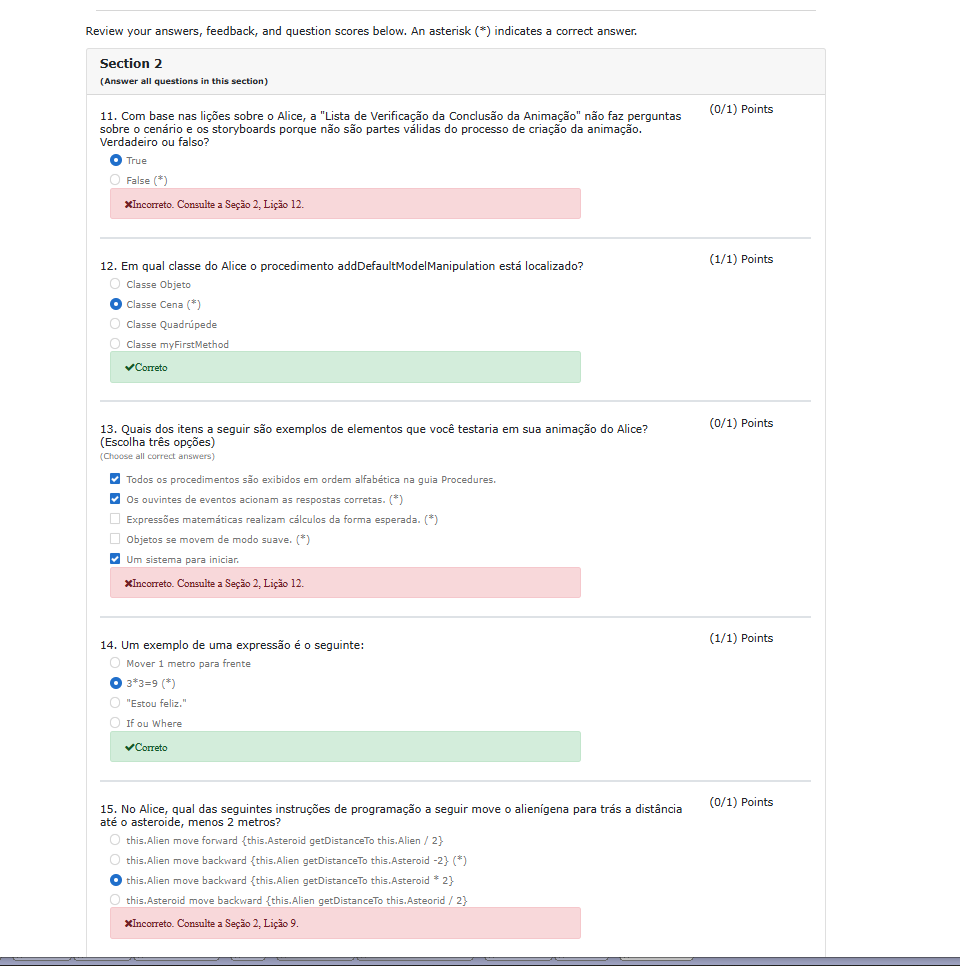 Review your answers, feedback, and question scores below. An asterisk (*) indicates a correct answer.
Section 2
(Answer all questions in this section)
11. Com base nas lições sobre o Alice, a "Lista de Verificação da Conclusão da Animação" não faz perguntas
sobre o cenário e os storyboards porque não são partes válidas do processo de criação da animação.
Verdadeiro ou falso?
(0/1) Points
True
False (*)
Incorreto. Consulte a Seção 2, Lição 12.
12. Em qual classe do Alice o procedimento addDefaultModelManipulation está localizado?
(1/1) Points
Classe Objeto
Classe Cena (*)
Classe Quadrúpede
Classe myFirstMethod
Correto
13. Quais dos itens a seguir são exemplos de elementos que você testaria em sua animação do Alice?
(Escolha três opções)
(0/1) Points
(Choose all correct answers)
Todos os procedimentos são exibidos em ordem alfabética na guia Procedures.
Os ouvintes de eventos acionam as respostas corretas. (*)
Expressões matemáticas realizam cálculos da forma esperada. (*)
Objetos se movem de modo suave. (*)
Um sistema para iniciar.
Incorreto. Consulte a Seção 2, Lição 12.
14. Um exemplo de uma expressão é o seguinte:
(1/1) Points
Mover 1 metro para frente
3*3=9 (*)
"Estou feliz."
If ou Where
Correto
15. No Alice, qual das seguintes instruções de programação a seguir move o alienígena para trás a distância
até o asteroide, menos 2 metros?
(0/1) Points
this.Alien move forward {this.Asteroid getDistanceTo this.Alien / 2}
this.Alien move backward {this.Alien getDistanceTo this.Asteroid -2} (*)
this.Alien move backward {this.Alien getDistanceTo this.Asteroid * 2}
this.Asteroid move backward {this.Alien getDistanceTo this.Asteorid / 2}
Incorreto. Consulte a Seção 2, Lição 9.